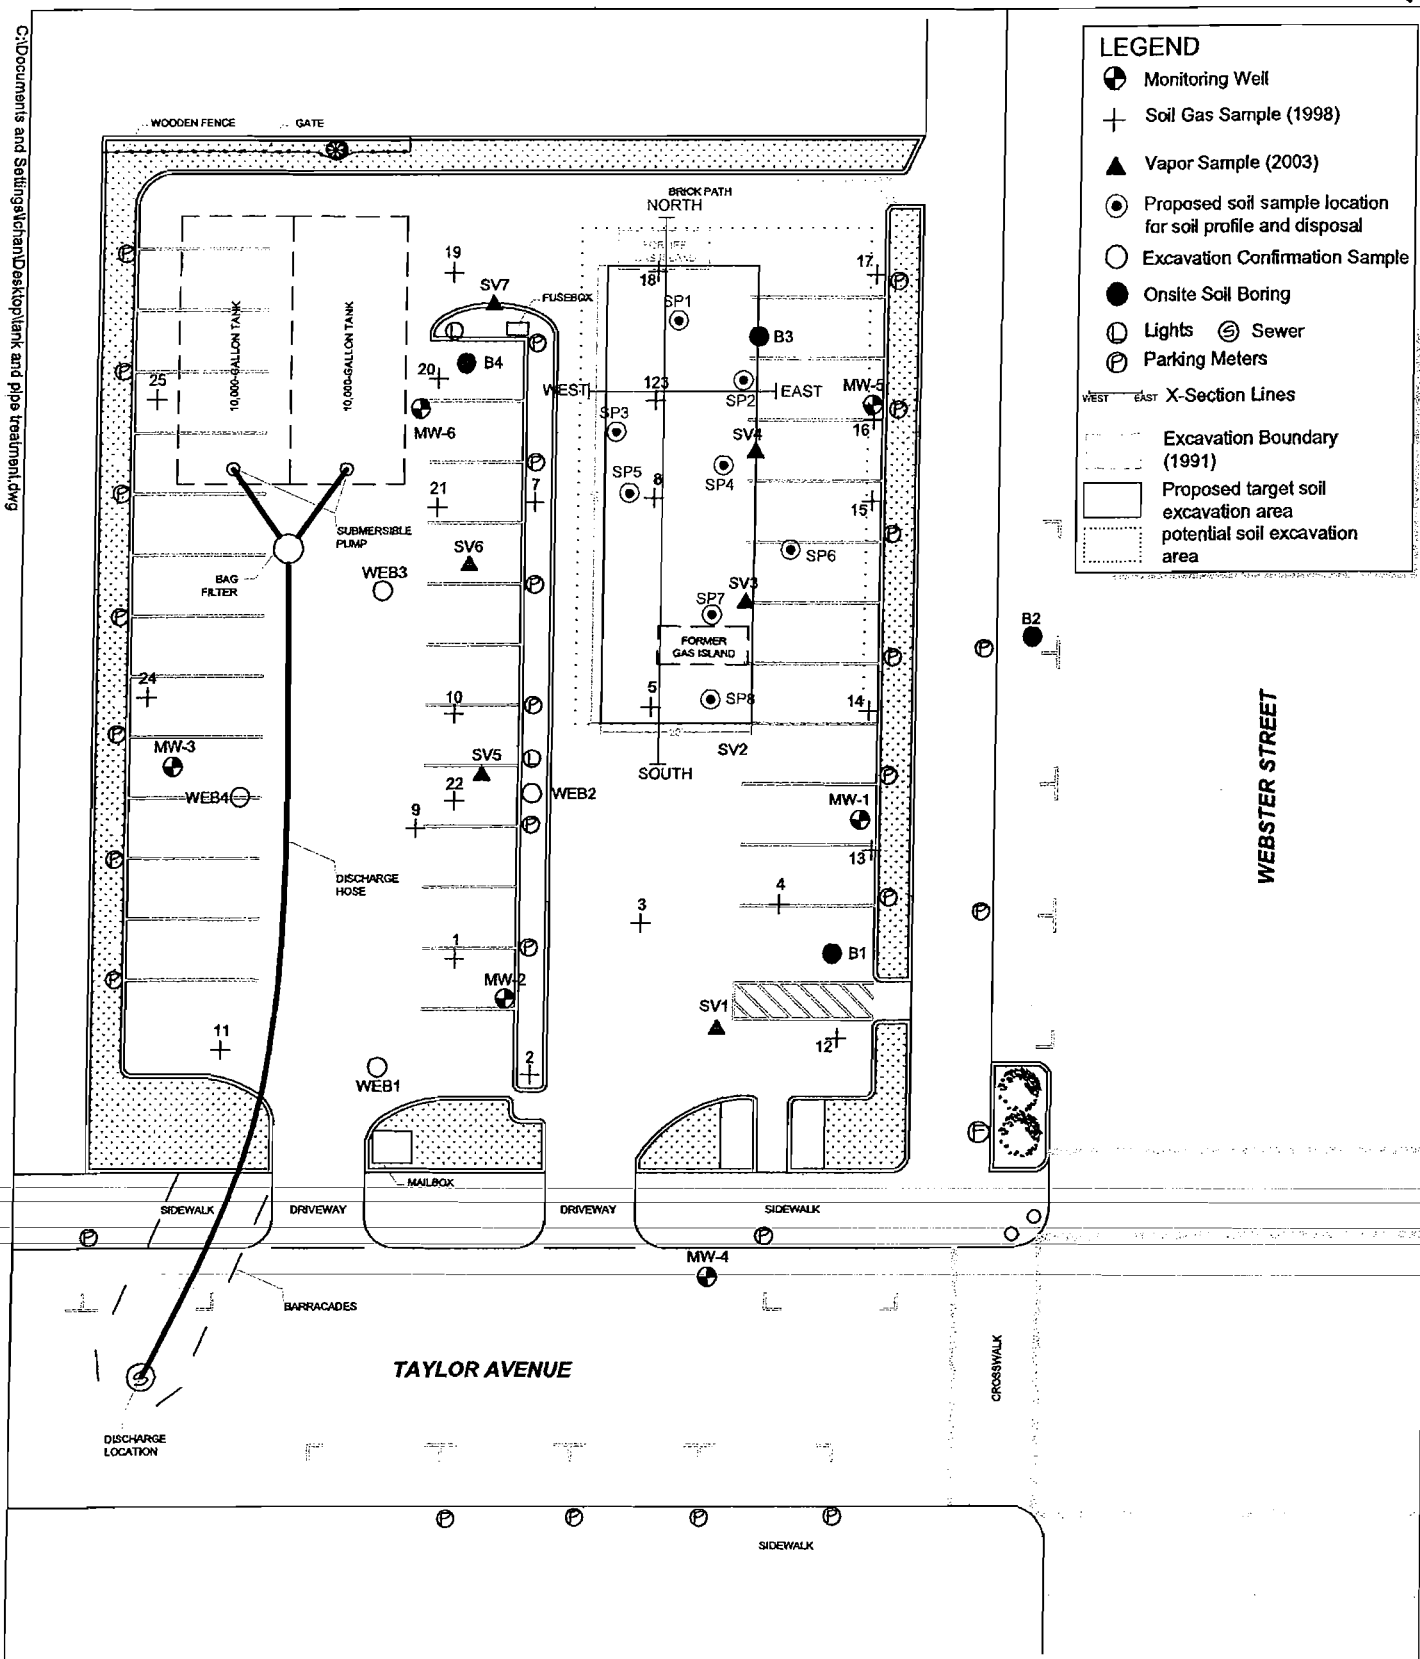 C:\Documents and Settings\lchan\Desktop\tank and pipe treatment.dwg
LEGEND
Monitoring Well
Soil Gas Sample (1998)
Vapor Sample (2003)
Proposed soil sample location
for soil profile and disposal
Excavation Confirmation Sample
Onsite Soil Boring
L Lights S Sewer
P Parking Meters
WEST EAST X-Section Lines
Excavation Boundary
(1991)
Proposed target soil
excavation area
potential soil excavation
area
WOODEN FENCE
GATE
BRICK PATH
NORTH
FORMER
GAS ISLAND
10,000-GALLON TANK
10,000-GALLON TANK
19
SV7
FUSEBOX
18
17
SP1
B3
B4
20
25
MW-6
WEST
123
EAST
SP2
MW-5
16
SP3
SV4
SP4
SP5
8
7
21
15
SUBMERSIBLE
PUMP
SV6
SP6
BAG
FILTER
WEB3
SV3
SP7
FORMER
GAS ISLAND
B2
24
10
5
SP8
14
MW-3
SV5
SV2
SOUTH
WEB4
22
WEB2
MW-1
9
13
DISCHARGE
HOSE
3
4
1
B1
MW-2
SV1
11
12
2
WEB1
WEBSTER STREET
MAILBOX
SIDEWALK
DRIVEWAY
DRIVEWAY
SIDEWALK
MW-4
BARRACADES
TAYLOR AVENUE
CROSSWALK
DISCHARGE
LOCATION
SIDEWALK